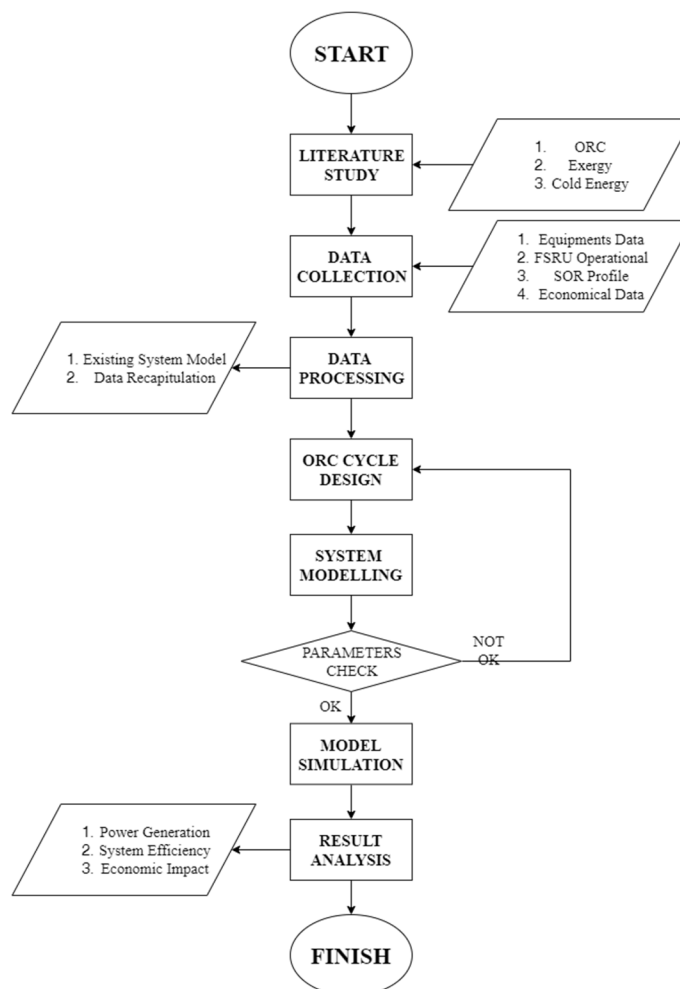 START
LITERATURE
STUDY
1. ORC
2. Exergy
3. Cold Energy
DATA
COLLECTION
1. Equipments Data
2. FSRU Operational
3. SOR Profile
4. Economical Data
DATA
PROCESSING
1. Existing System Model
2. Data Recapitulation
ORC CYCLE
DESIGN
SYSTEM
MODELLING
PARAMETERS
CHECK
NOT
OK
OK
MODEL
SIMULATION
RESULT
ANALYSIS
1. Power Generation
2. System Efficiency
3. Economic Impact
FINISH